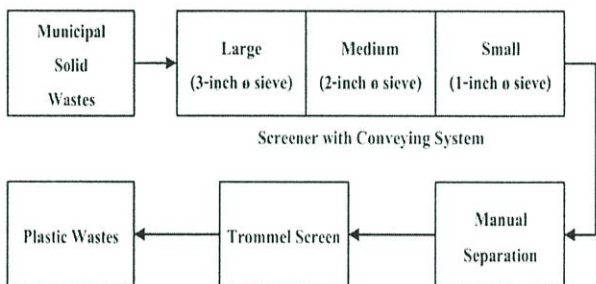 Municipal
Solid
Wastes
Large
(3-inch ø sieve)
Medium
(2-inch ø sieve)
Small
(1-inch ø sieve)
Screener with Conveying System
Plastic Wastes
Trommel Screen
Manual
Separation